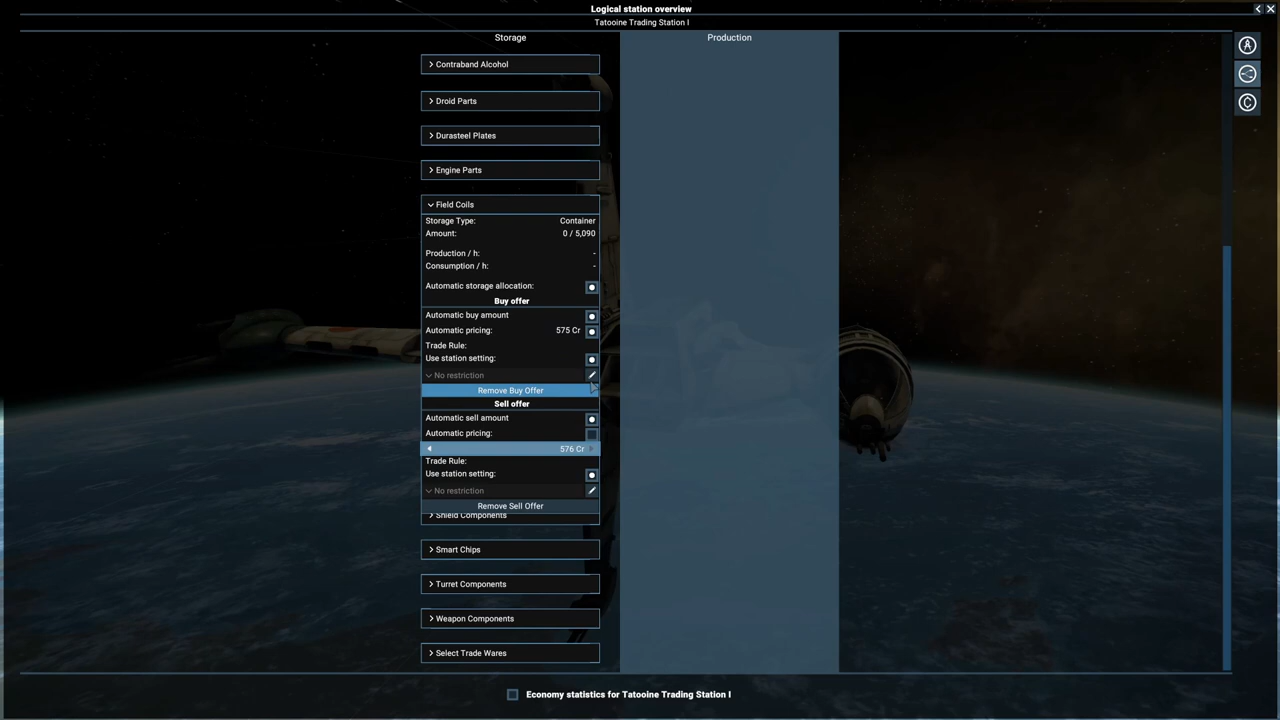 Logical station overview
Tatooine Trading Station I
Storage
Production
Contraband Alcohol
Droid Parts
Durasteel Plates
Engine Parts
Field Coils
Storage Type: Container
Amount: 0 / 5,090
Production / h: -
Consumption / h: -
Automatic storage allocation:
Buy offer
Automatic buy amount
Automatic pricing: 575 Cr
Trade Rule:
Use station setting:
No restriction
Remove Buy Offer
Sell offer
Automatic sell amount
Automatic pricing:
576 Cr
Trade Rule:
Use station setting:
No restriction
Remove Sell Offer
Shield Components
Smart Chips
Turret Components
Weapon Components
Select Trade Wares
Economy statistics for Tatooine Trading Station I